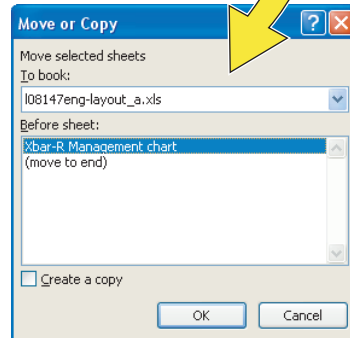 Move or Copy
Move selected sheets
To book:
l08147eng-layout_a.xls
Before sheet:
Xbar-R Management chart
(move to end)
Create a copy
OK Cancel